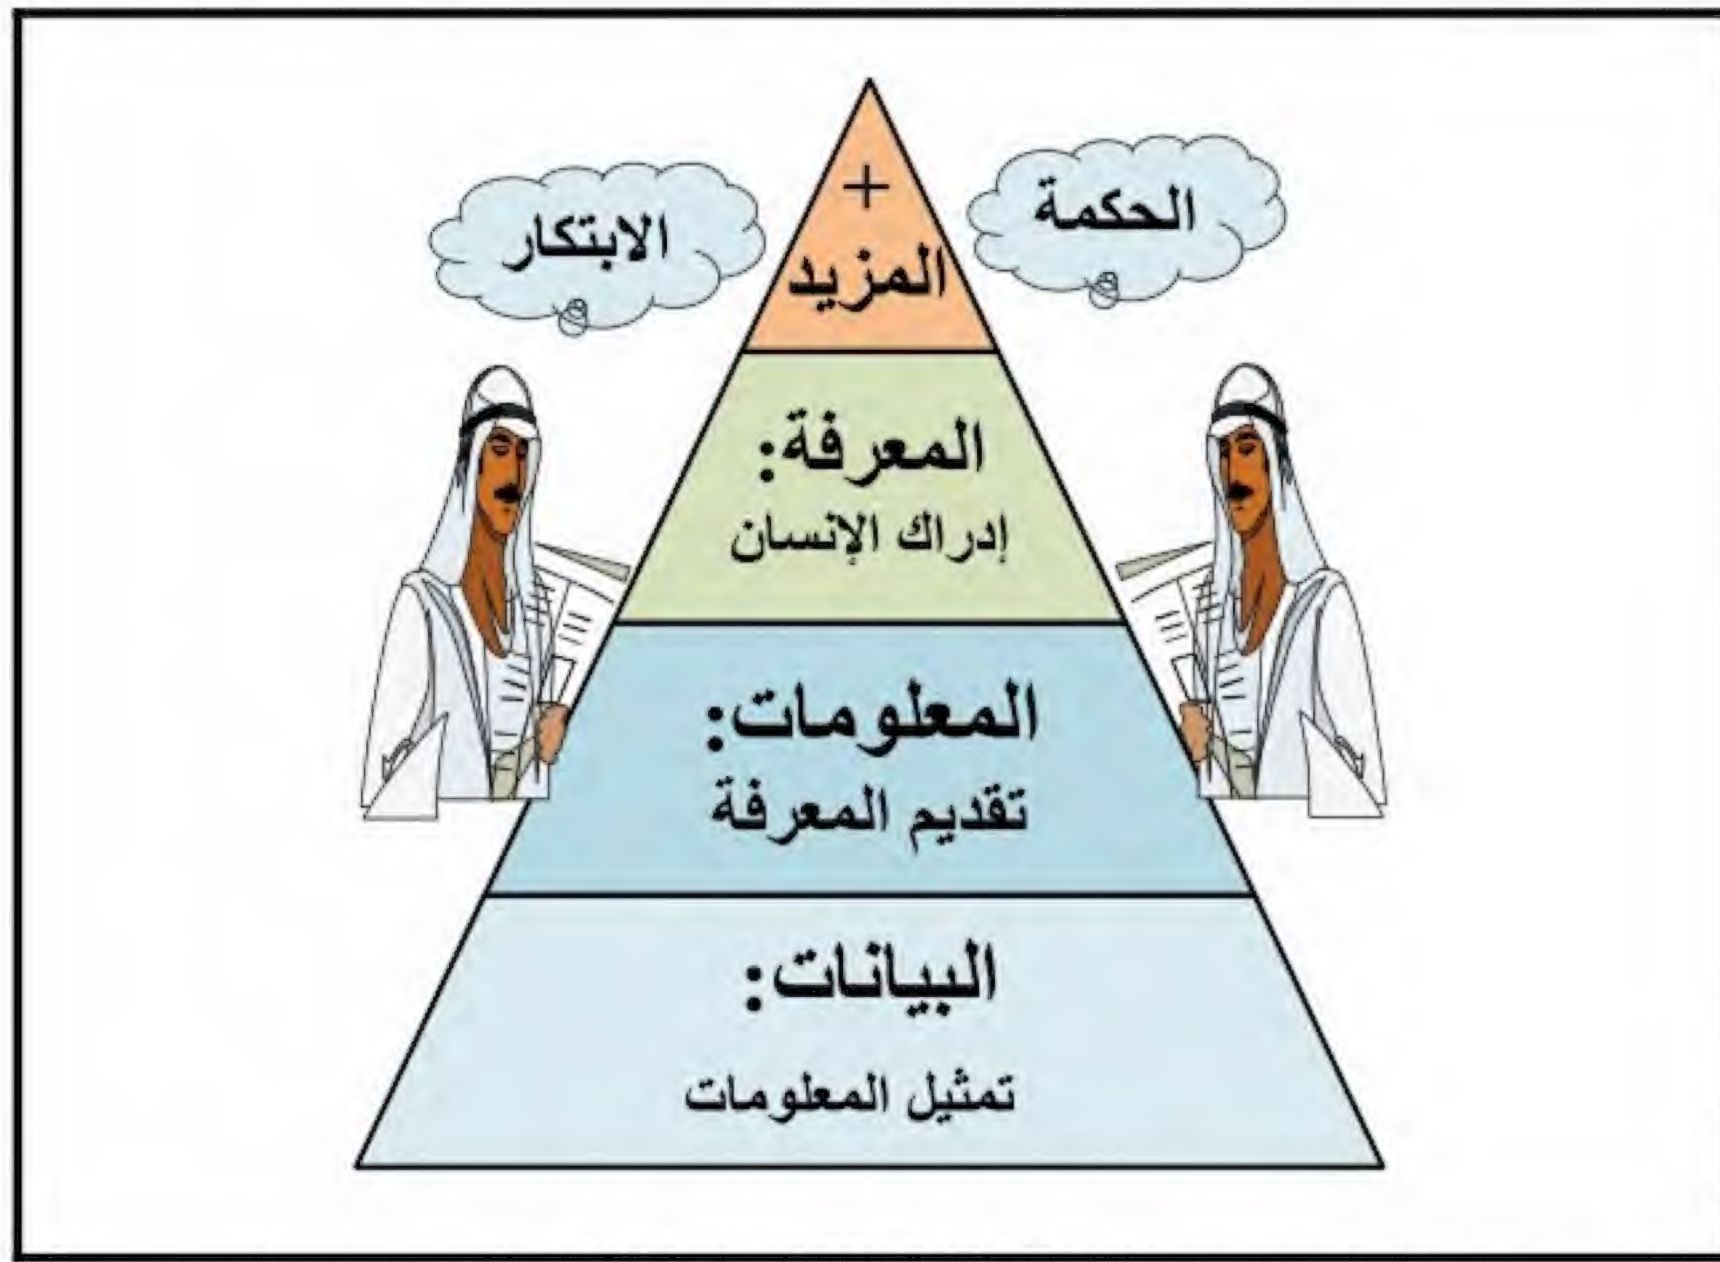 الحكمة
الابتكار
+
المزيد
المعرفة:
إدراك الإنسان
المعلومات:
تقديم المعرفة
البيانات:
تمثيل المعلومات